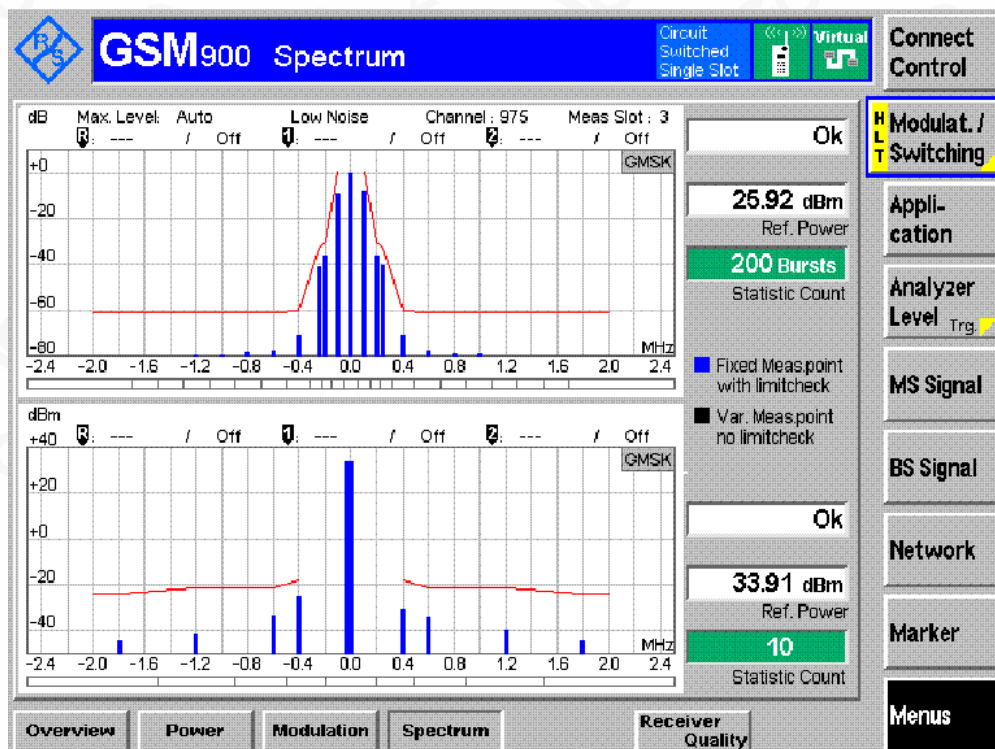 R/S
GSM900 Spectrum
Circuit
Switched
Single Slot
Virtual
Connect
Control
dB Max. Level: Auto Low Noise Channel : 975 Meas Slot : 3
R: --- / Off 1: --- / Off 2: --- / Off
GMSK
+0
-20
-40
-60
-80
MHz
-2.4 -2.0 -1.6 -1.2 -0.8 -0.4 0.0 0.4 0.8 1.2 1.6 2.0 2.4
Ok
25.92 dBm
Ref. Power
200 Bursts
Statistic Count
Fixed Meas.point
with limitcheck
Var. Meas.point
no limitcheck
dBm
R: --- / Off 1: --- / Off 2: --- / Off
GMSK
+40
+20
+0
-20
-40
MHz
-2.4 -2.0 -1.6 -1.2 -0.8 -0.4 0.0 0.4 0.8 1.2 1.6 2.0 2.4
Ok
33.91 dBm
Ref. Power
10
Statistic Count
HLT
Modulat. /
Switching
Appli-
cation
Analyzer
Level Trg.
MS Signal
BS Signal
Network
Marker
Menus
Overview
Power
Modulation
Spectrum
Receiver
Quality